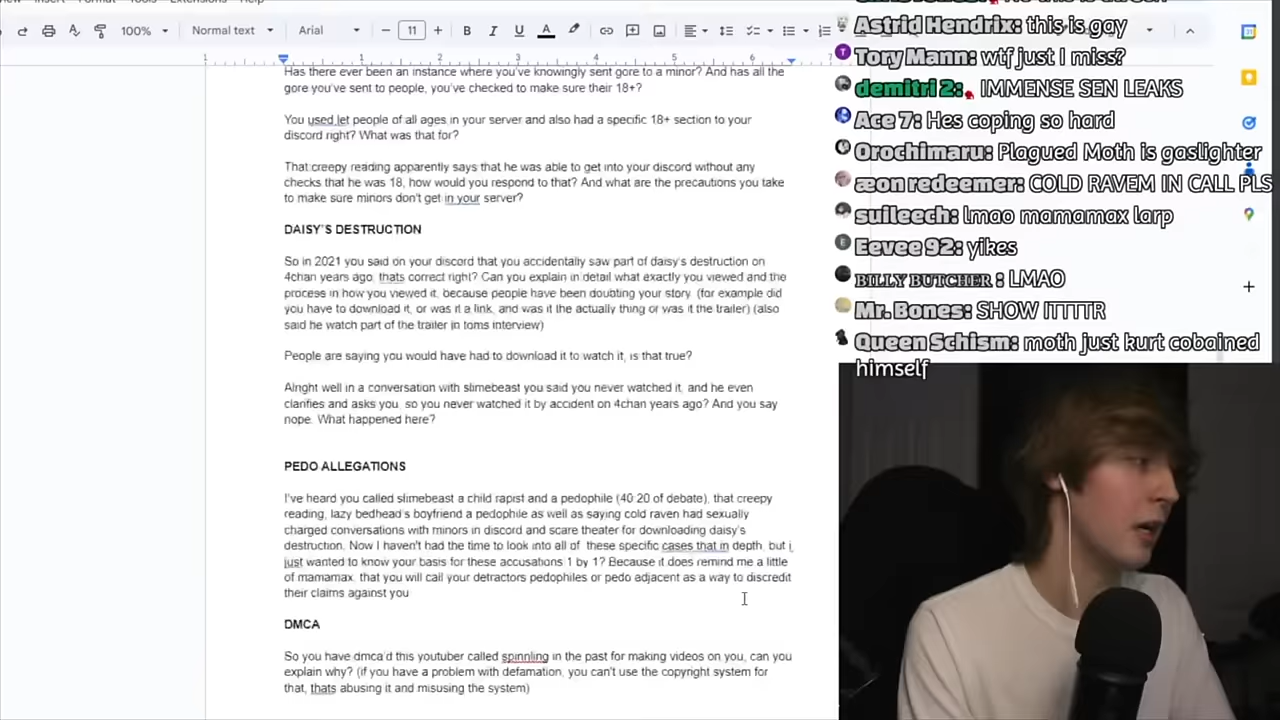 100%
Normal text
Arial
11
B
I
U
A
1
1
2
3
4
5
6
7
Has there ever been an instance where you've knowingly sent gore to a minor? And has all the
gore you've sent to people, you've checked to make sure their 18+?
You used let people of all ages in your server and also had a specific 18+ section to your
discord right? What was that for?
That creepy reading apparently says that he was able to get into your discord without any
checks that he was 18, how would you respond to that? And what are the precautions you take
to make sure minors don't get in your server?
DAISY'S DESTRUCTION
So in 2021 you said on your discord that you accidentally saw part of daisy's destruction on
4chan years ago, thats correct right? Can you explain in detail what exactly you viewed and the
process in how you viewed it, because people have been doubting your story. (for example did
you have to download it, or was it a link, and was it the actually thing or was it the trailer) (also
said he watch part of the trailer in toms interview)
People are saying you would have had to download it to watch it, is that true?
Alright well in a conversation with slimebeast you said you never watched it, and he even
clarifies and asks you, so you never watched it by accident on 4chan years ago? And you say
nope. What happened here?
PEDO ALLEGATIONS
I've heard you called slimebeast a child rapist and a pedophile (40:20 of debate), that creepy
reading, lazy bedhead's boyfriend a pedophile as well as saying cold raven had sexually
charged conversations with minors in discord and scare theater for downloading daisy's
destruction. Now I haven't had the time to look into all of these specific cases that in depth, but i
just wanted to know your basis for these accusations 1 by 1? Because it does remind me a little
of mamamax, that you will call your detractors pedophiles or pedo adjacent as a way to discredit
their claims against you
DMCA
So you have dmca'd this youtuber called spinnling in the past for making videos on you, can you
explain why? (if you have a problem with defamation, you can't use the copyright system for
that, thats abusing it and misusing the system)
Astrid Hendrix: this is gay
Tory Mann: wtf just I miss?
demitri 2: IMMENSE SEN LEAKS
Ace 7: Hes coping so hard
Orochimaru: Plagued Moth is gaslighter
æon redeemer: COLD RAVEM IN CALL PLS
suileech: lmao mamamax larp
Eevee 92: yikes
BILLY BUTCHER : LMAO
Mr. Bones: SHOW ITTTTR
Queen Schism: moth just kurt cobained
himself